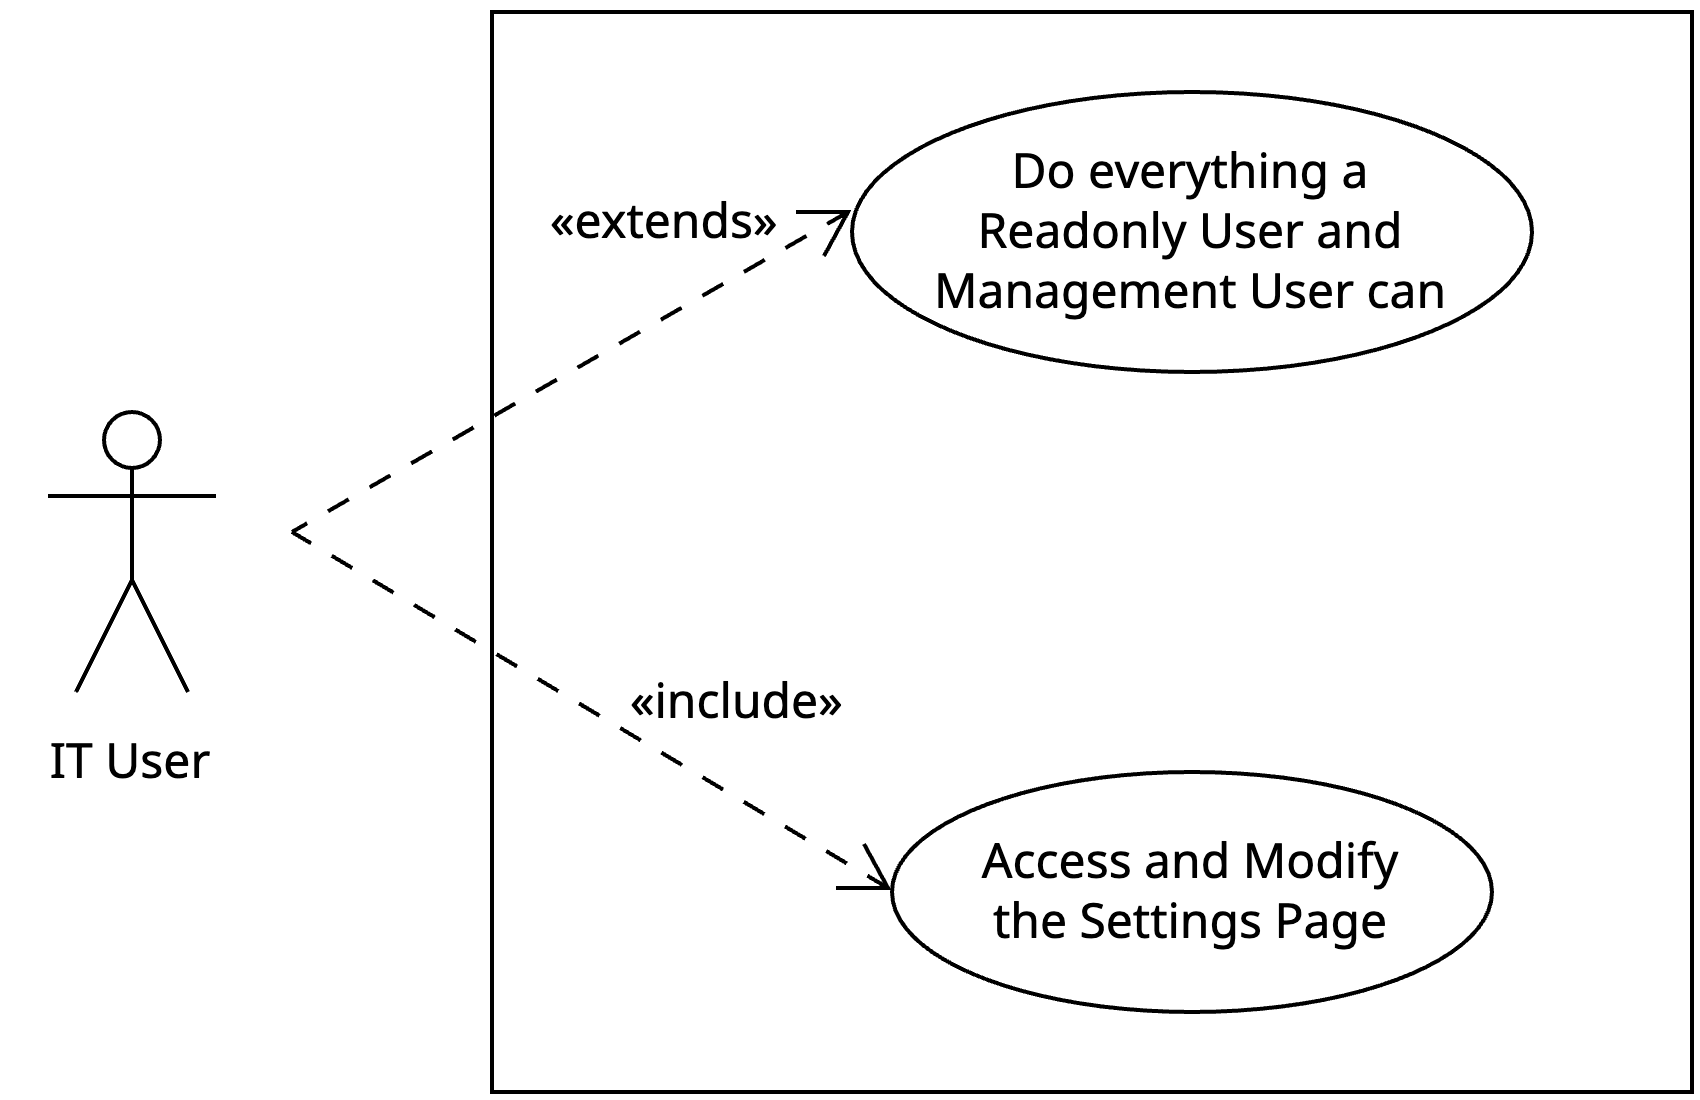 Do everything a
Readonly User and
Management User can
«extends»
IT User
«include»
Access and Modify
the Settings Page